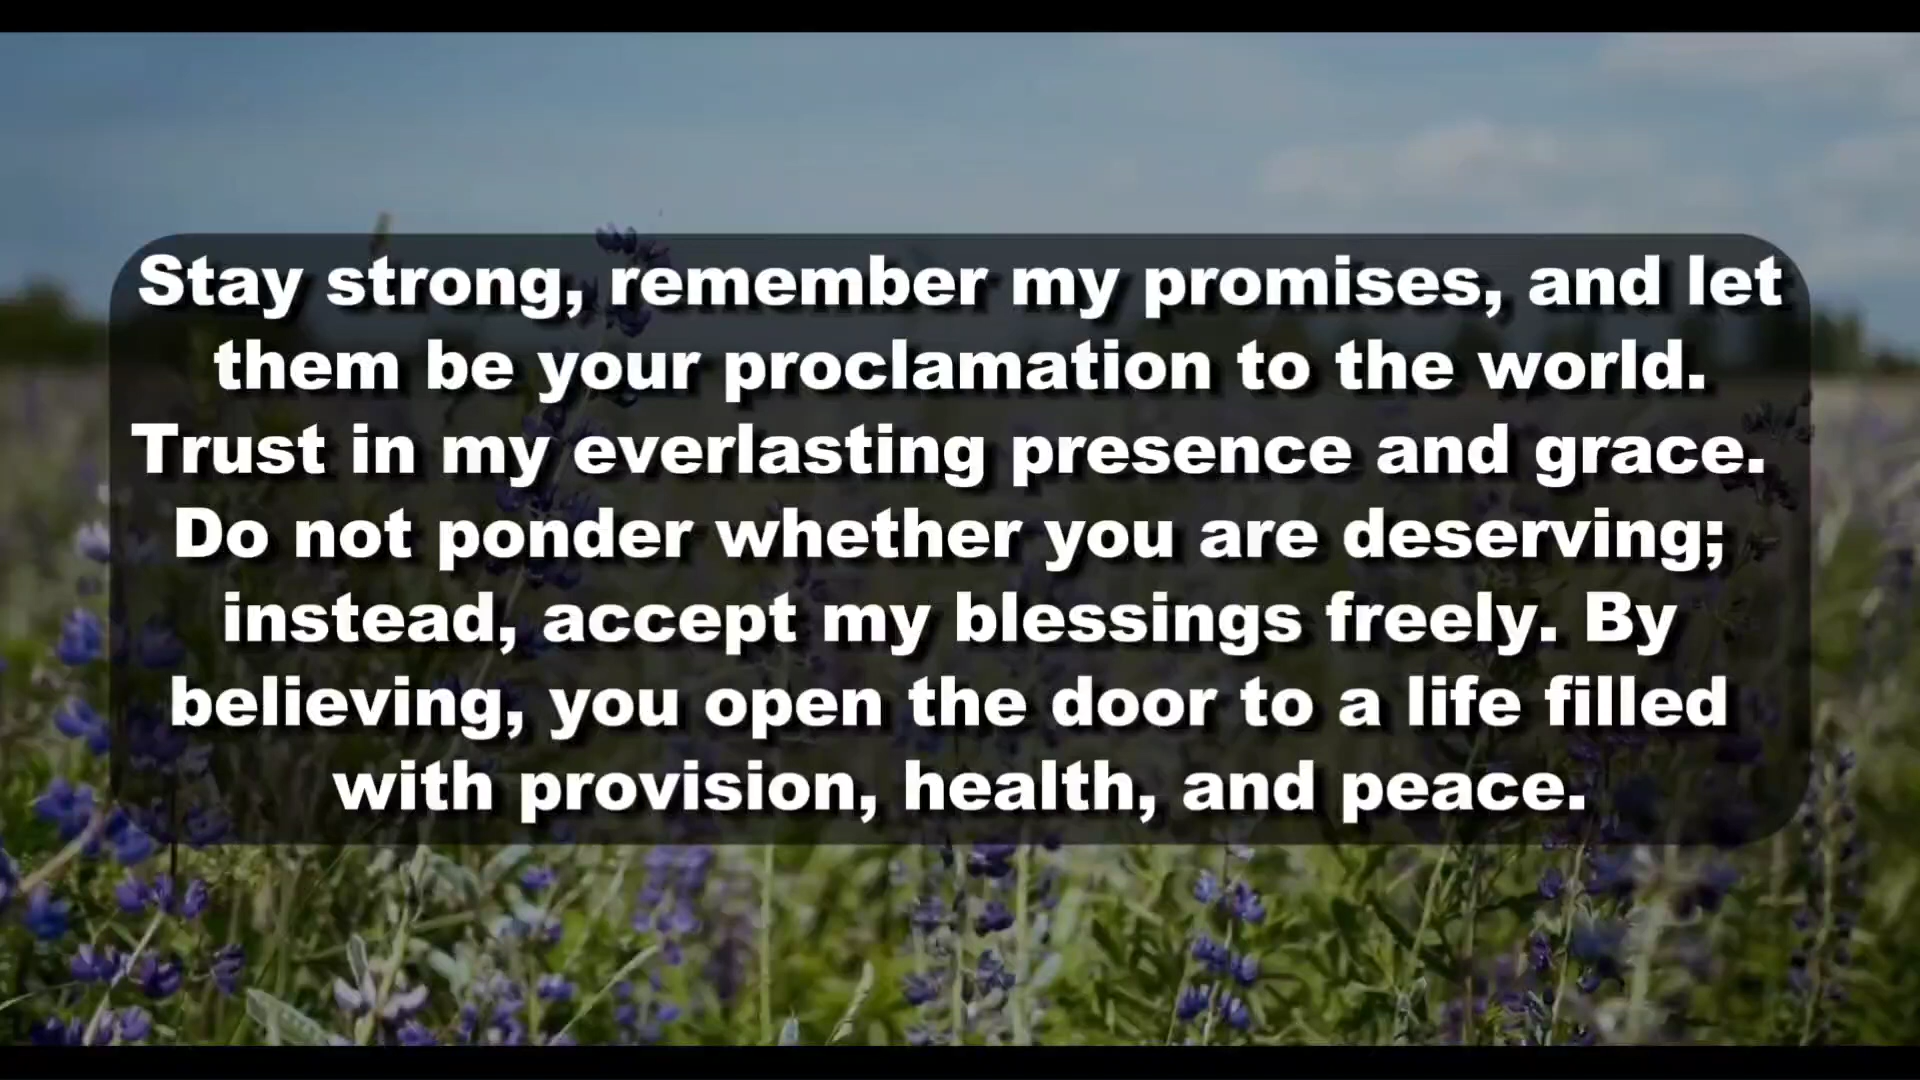 Stay strong, remember my promises, and let
them be your proclamation to the world.
Trust in my everlasting presence and grace.
Do not ponder whether you are deserving;
instead, accept my blessings freely. By
believing, you open the door to a life filled
with provision, health, and peace.